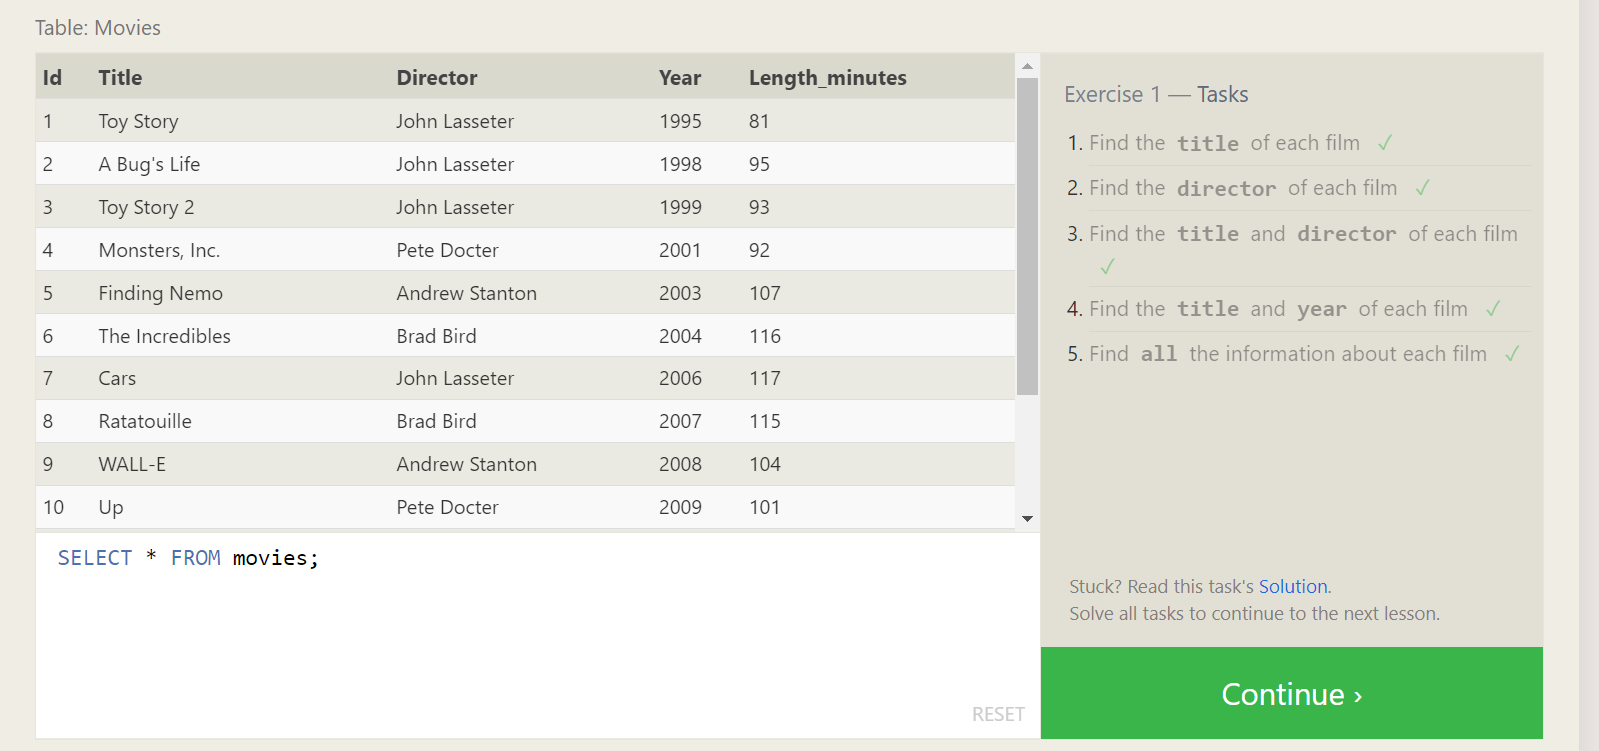 Table: Movies
Id Title Director Year Length_minutes
1 Toy Story John Lasseter 1995 81
2 A Bug's Life John Lasseter 1998 95
3 Toy Story 2 John Lasseter 1999 93
4 Monsters, Inc. Pete Docter 2001 92
5 Finding Nemo Andrew Stanton 2003 107
6 The Incredibles Brad Bird 2004 116
7 Cars John Lasseter 2006 117
8 Ratatouille Brad Bird 2007 115
9 WALL-E Andrew Stanton 2008 104
10 Up Pete Docter 2009 101
SELECT * FROM movies;
RESET
Exercise 1 — Tasks
1. Find the title of each film ✓
2. Find the director of each film ✓
3. Find the title and director of each film
✓
4. Find the title and year of each film ✓
5. Find all the information about each film ✓
Stuck? Read this task's Solution.
Solve all tasks to continue to the next lesson.
Continue ›